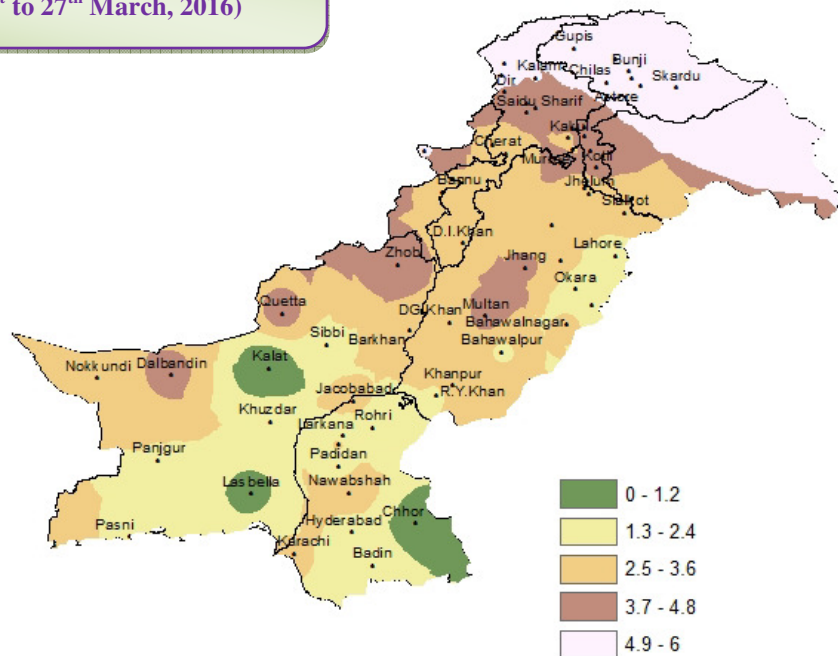 to 27th March, 2016)
Gupis
Bunji
Kalam
Chilas
Skardu
Dir
Astore
Saidu Sharif
Kakul
Cherat
Murree
Kotli
Bannu
Jhelum
Sialkot
D.I.Khan
Lahore
Zhob
Jhang
Okara
Quetta
DG.Khan
Multan
Sibbi
Barkhan
Bahawalnagar
Bahawalpur
Kalat
Nokkundi
Dalbandin
Khanpur
Jacobabad
R.Y.Khan
Khuzdar
Rohri
Larkana
Panjgur
Padidan
Lasbella
Nawabshah
Chhor
Pasni
Hyderabad
Karachi
Badin
0 - 1.2
1.3 - 2.4
2.5 - 3.6
3.7 - 4.8
4.9 - 6